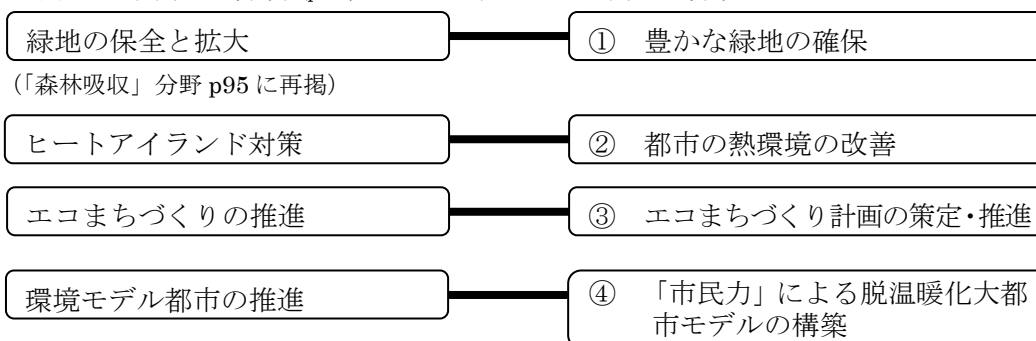 緑地の保全と拡大
① 豊かな緑地の確保
(「森林吸収」分野 p95 に再掲)
ヒートアイランド対策
② 都市の熱環境の改善
エコまちづくりの推進
③ エコまちづくり計画の策定・推進
環境モデル都市の推進
④ 「市民力」による脱温暖化大都
市モデルの構築